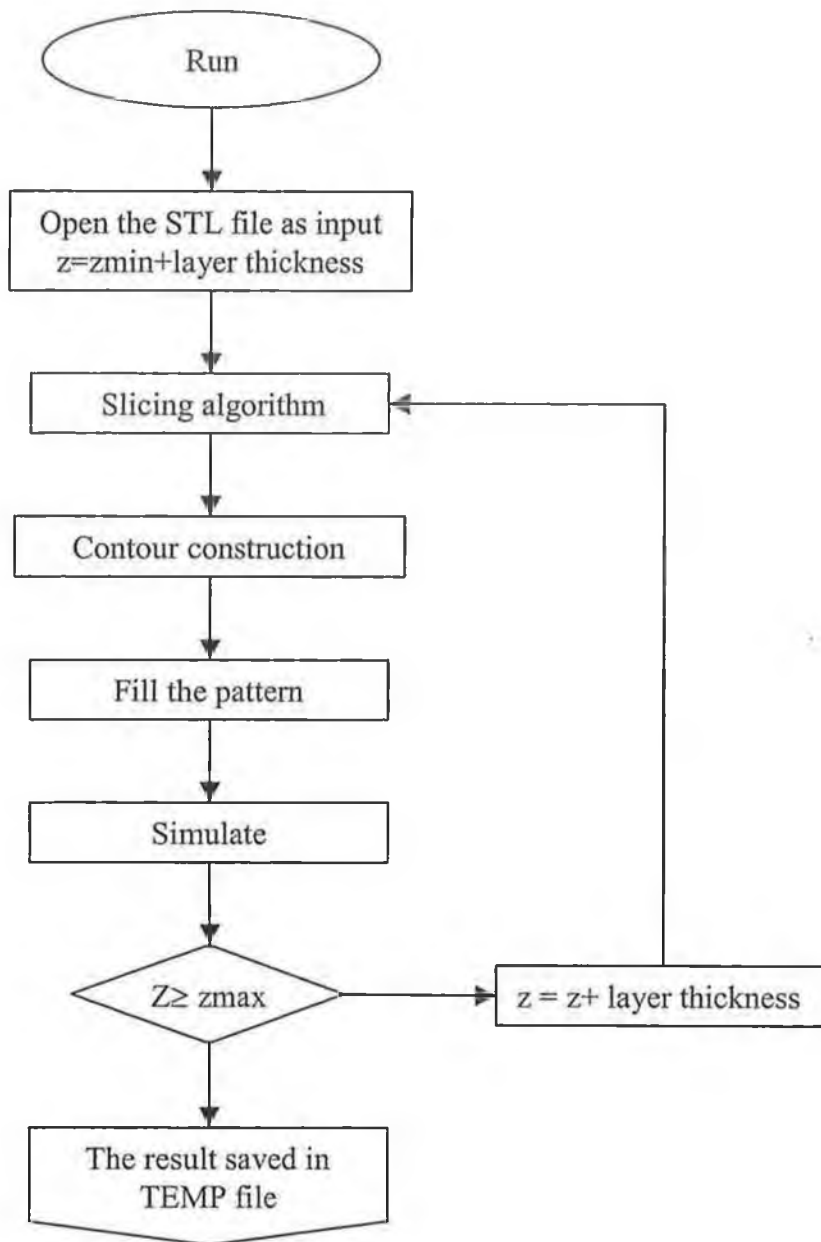 Run
Open the STL file as input
z=zmin+layer thickness
Slicing algorithm
Contour construction
Fill the pattern
Simulate
Z≥ zmax
z = z+ layer thickness
The result saved in
TEMP file